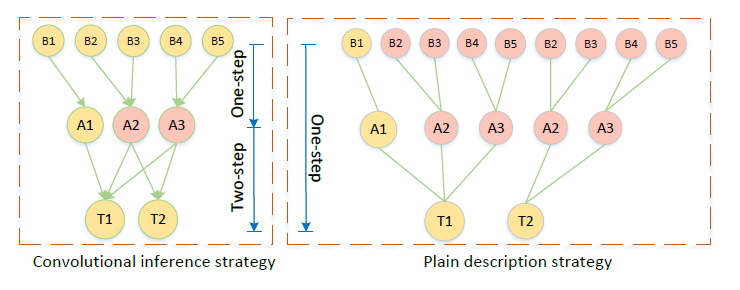 B1 B2 B3 B4 B5
One-step
A1 A2 A3
Two-step
T1 T2
Convolutional inference strategy
B1 B2 B3 B4 B5 B2 B3 B4 B5
One-step
A1 A2 A3 A2 A3
T1 T2
Plain description strategy